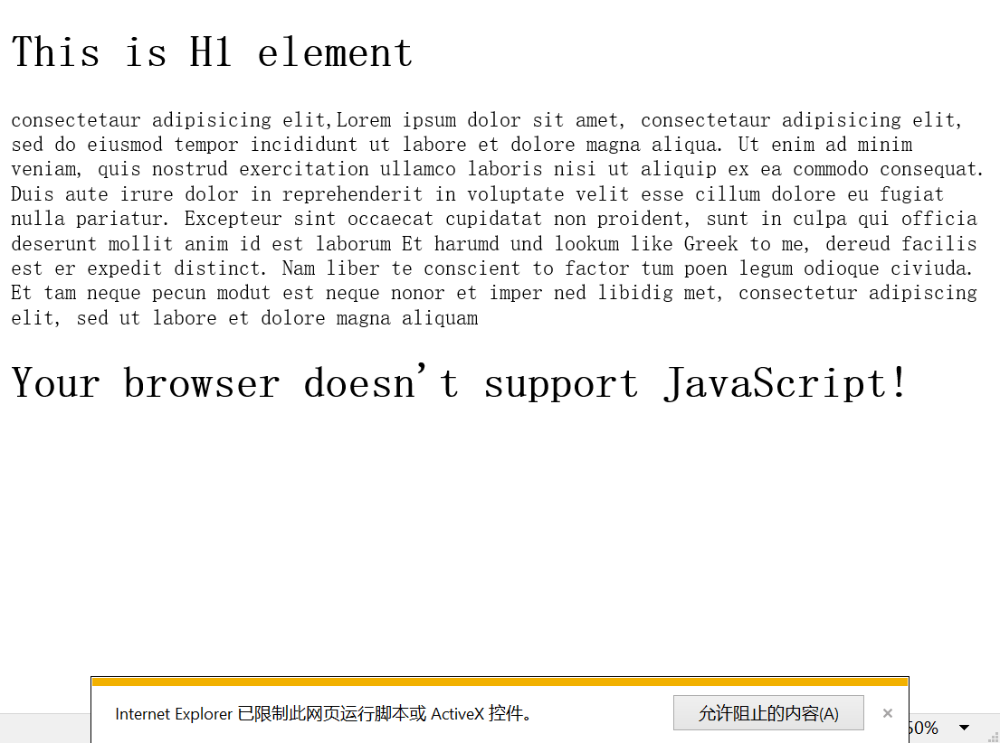 This is H1 element
consectetaur adipisicing elit,Lorem ipsum dolor sit amet, consectetaur adipisicing elit,
sed do eiusmod tempor incididunt ut labore et dolore magna aliqua. Ut enim ad minim
veniam, quis nostrud exercitation ullamco laboris nisi ut aliquip ex ea commodo consequat.
Duis aute irure dolor in reprehenderit in voluptate velit esse cillum dolore eu fugiat
nulla pariatur. Excepteur sint occaecat cupidatat non proident, sunt in culpa qui officia
deserunt mollit anim id est laborum Et harumd und lookum like Greek to me, dereud facilis
est er expedit distinct. Nam liber te conscient to factor tum poen legum odioque civiuda.
Et tam neque pecun modut est neque nonor et imper ned libidig met, consectetur adipiscing
elit, sed ut labore et dolore magna aliquam
Your browser doesn't support JavaScript!
Internet Explorer 已限制此网页运行脚本或 ActiveX 控件。
允许阻止的内容(A)